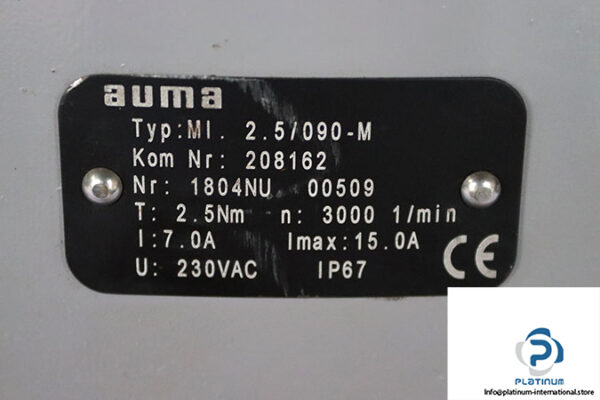 auma
Typ:MI. 2.5/090-M
Kom Nr: 208162
Nr: 1804NU 00509
T: 2.5Nm n: 3000 1/min
I:7.0A Imax:15.0A
U: 230VAC IP67
CE
PLATINUM
Info@platinum-international.store